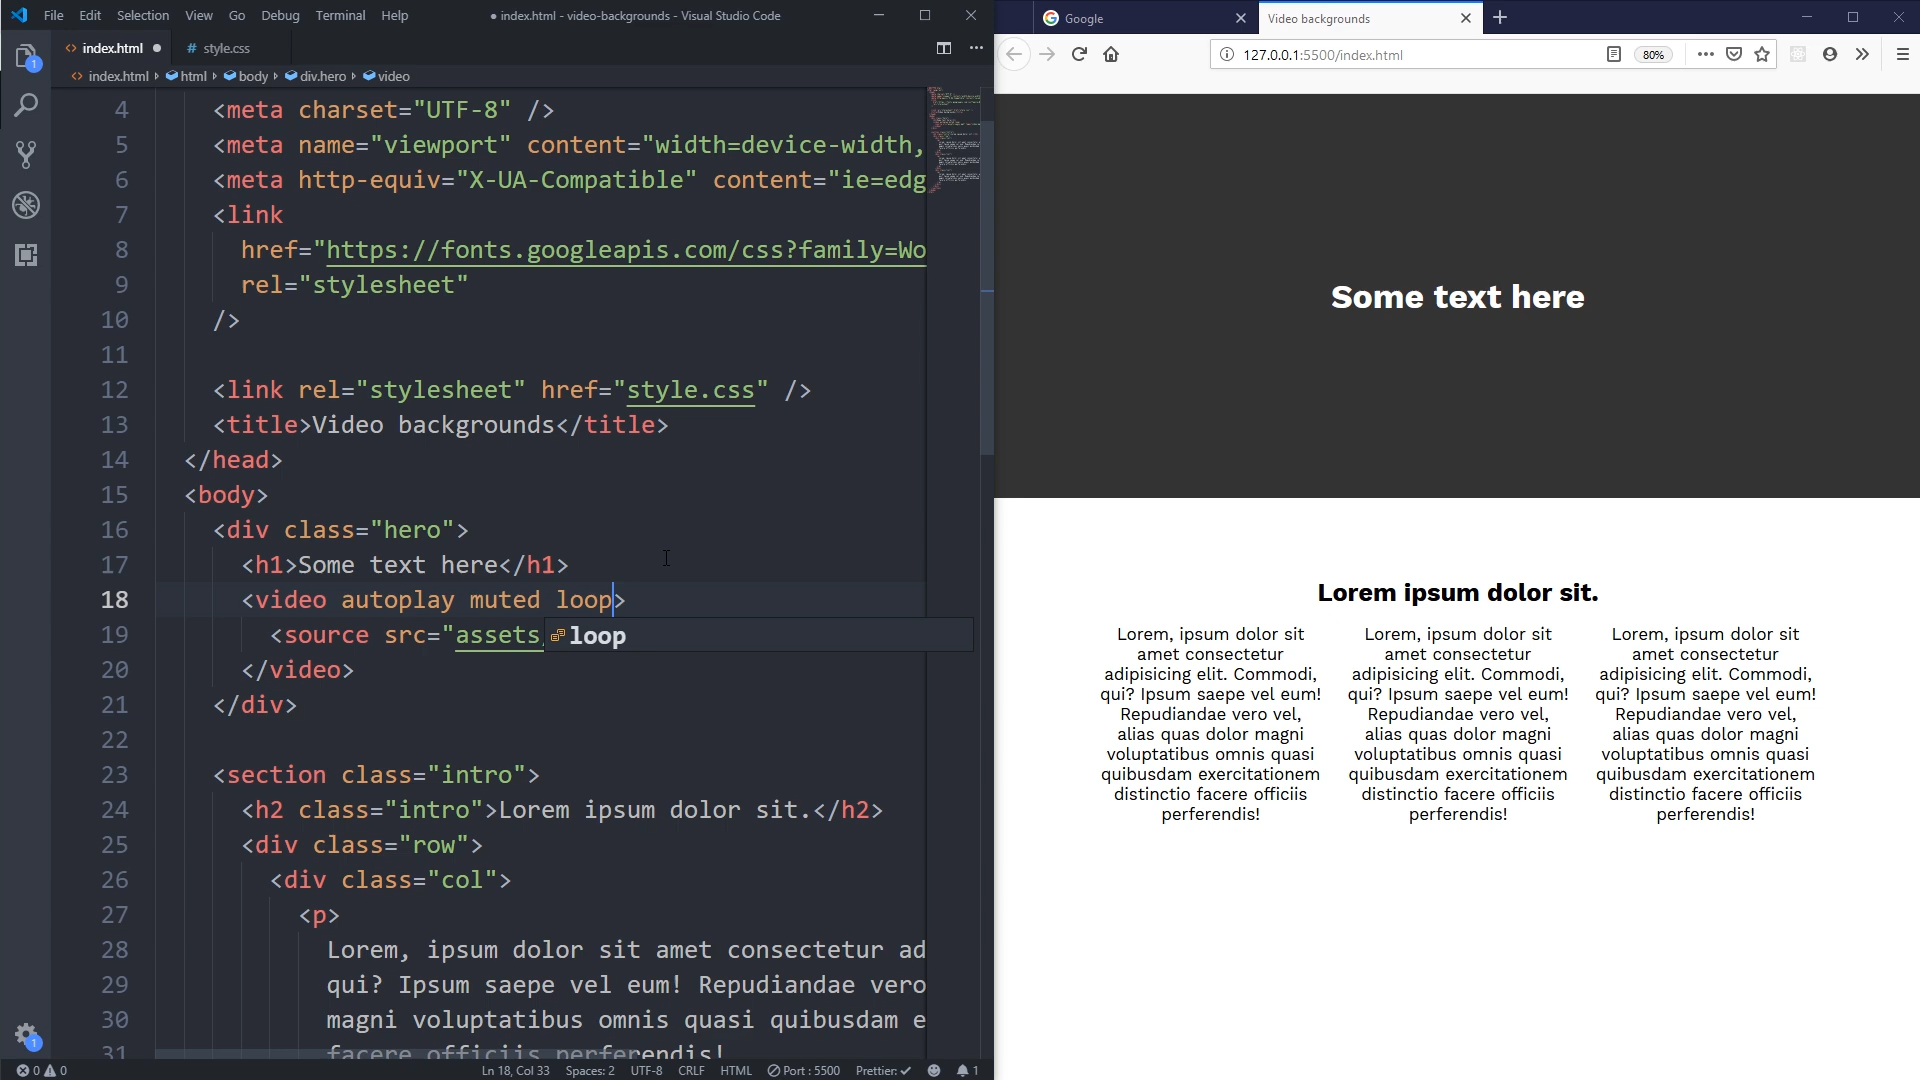 File Edit Selection View Go Debug Terminal Help
● index.html - video-backgrounds - Visual Studio Code
<> index.html ●
# style.css
<> index.html › html › body › div.hero › video
4 <meta charset="UTF-8" />
5 <meta name="viewport" content="width=device-width,
6 <meta http-equiv="X-UA-Compatible" content="ie=edg
7 <link
8 href="https://fonts.googleapis.com/css?family=Wo
9 rel="stylesheet"
10 />
11
12 <link rel="stylesheet" href="style.css" />
13 <title>Video backgrounds</title>
14 </head>
15 <body>
16 <div class="hero">
17 <h1>Some text here</h1>
18 <video autoplay muted loop>
19 <source src="assets
loop
20 </video>
21 </div>
22
23 <section class="intro">
24 <h2 class="intro">Lorem ipsum dolor sit.</h2>
25 <div class="row">
26 <div class="col">
27 <p>
28 Lorem, ipsum dolor sit amet consectetur ad
29 qui? Ipsum saepe vel eum! Repudiandae vero
30 magni voluptatibus omnis quasi quibusdam e
31 facere officiis perferendis!
1
1
0 0
Ln 18, Col 33 Spaces: 2 UTF-8 CRLF HTML Port : 5500 Prettier: ✓ 1
Google
Video backgrounds
127.0.0.1:5500/index.html
80%
Some text here
Lorem ipsum dolor sit.
Lorem, ipsum dolor sit
amet consectetur
adipisicing elit. Commodi,
qui? Ipsum saepe vel eum!
Repudiandae vero vel,
alias quas dolor magni
voluptatibus omnis quasi
quibusdam exercitationem
distinctio facere officiis
perferendis!
Lorem, ipsum dolor sit
amet consectetur
adipisicing elit. Commodi,
qui? Ipsum saepe vel eum!
Repudiandae vero vel,
alias quas dolor magni
voluptatibus omnis quasi
quibusdam exercitationem
distinctio facere officiis
perferendis!
Lorem, ipsum dolor sit
amet consectetur
adipisicing elit. Commodi,
qui? Ipsum saepe vel eum!
Repudiandae vero vel,
alias quas dolor magni
voluptatibus omnis quasi
quibusdam exercitationem
distinctio facere officiis
perferendis!